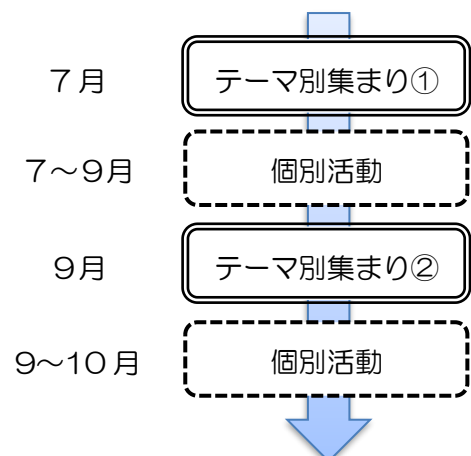 ７月 テーマ別集まり①
７～９月 個別活動
９月 テーマ別集まり②
９～１０月 個別活動